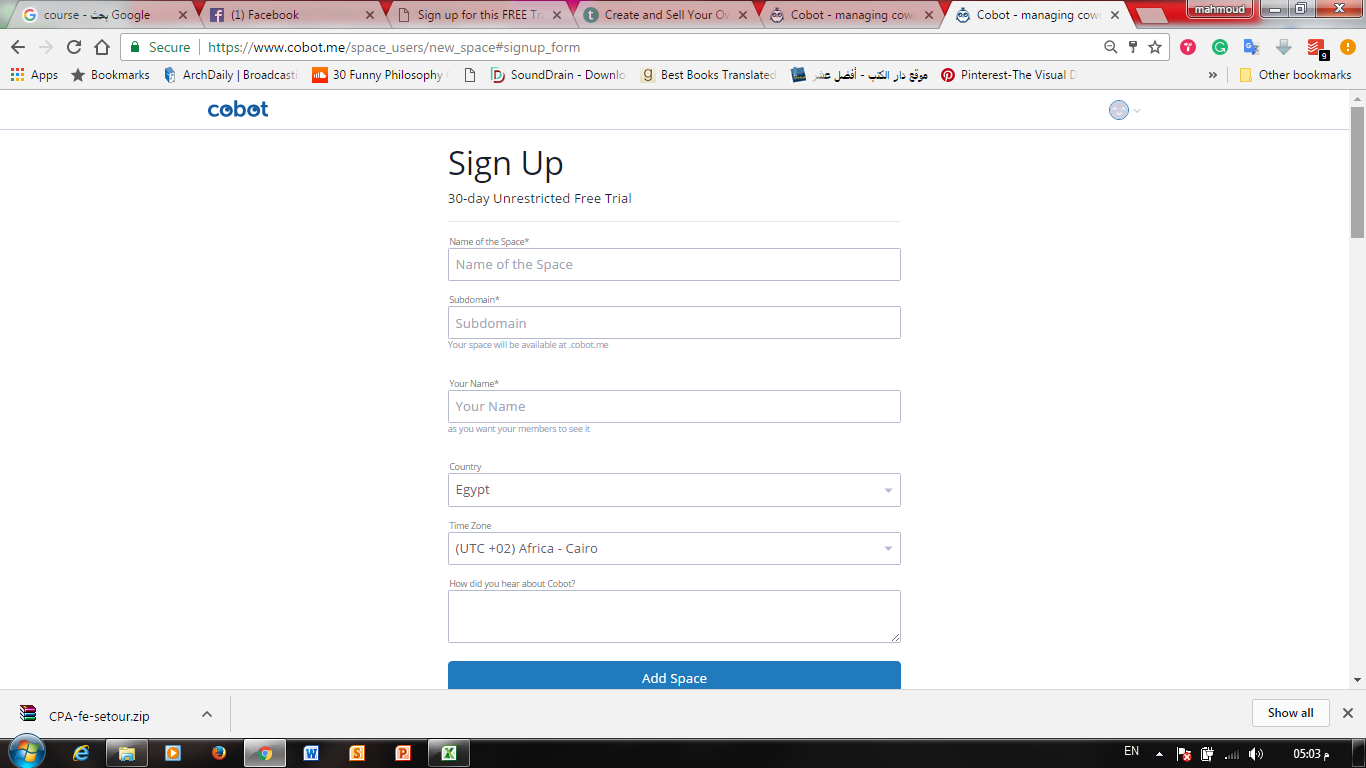 course - بحث Google
(1) Facebook
Sign up for this FREE Tr
Create and Sell Your Ow
Cobot - managing cow
Cobot - managing cowo
mahmoud
Secure
https://www.cobot.me/space_users/new_space#signup_form
9
Apps
Bookmarks
ArchDaily | Broadcasti
30 Funny Philosophy
SoundDrain - Downlo
Best Books Translated
موقع دار الكتب - أفضل عشر
Pinterest-The Visual D
»
Other bookmarks
cobot
Sign Up
30-day Unrestricted Free Trial
Name of the Space*
Name of the Space
Subdomain*
Subdomain
Your space will be available at .cobot.me
Your Name*
Your Name
as you want your members to see it
Country
Egypt
Time Zone
(UTC +02) Africa - Cairo
How did you hear about Cobot?
Add Space
CPA-fe-setour.zip
Show all
EN
05:03 م